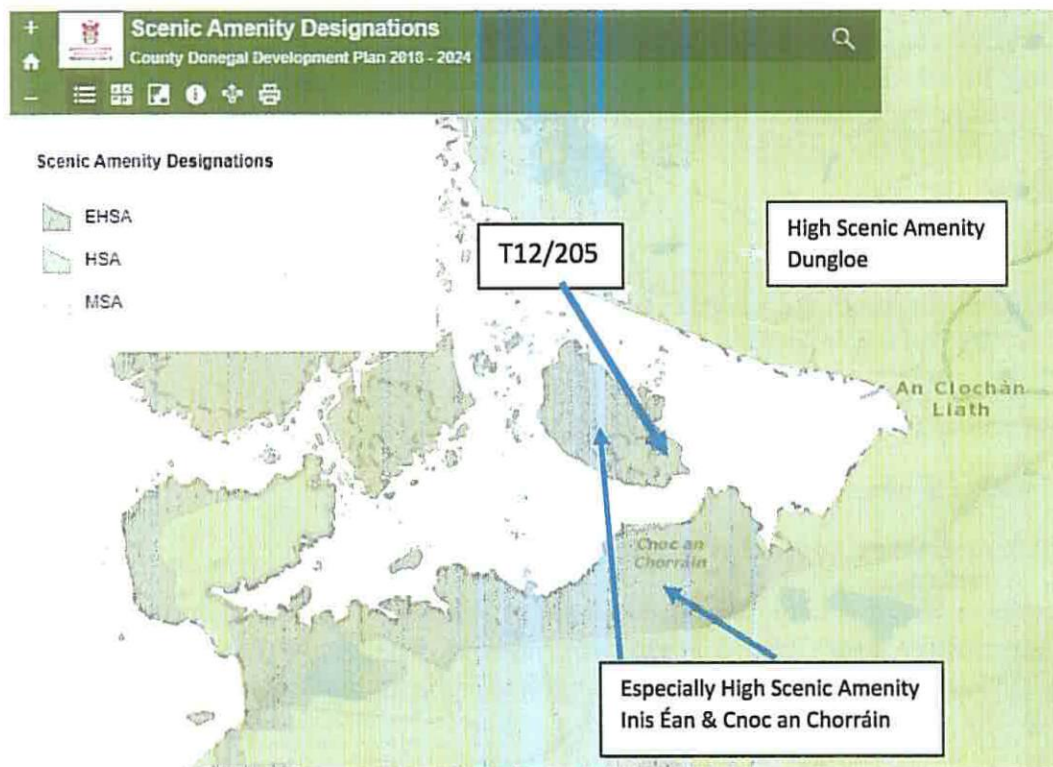 Scenic Amenity Designations
County Donegal Development Plan 2018 - 2024
Scenic Amenity Designations
EHSA
HSA
MSA
T12/205
High Scenic Amenity
Dungloe
An Clochán
Liath
Cnoc an
Chorráin
Especially High Scenic Amenity
Inis Éan & Cnoc an Chorráin